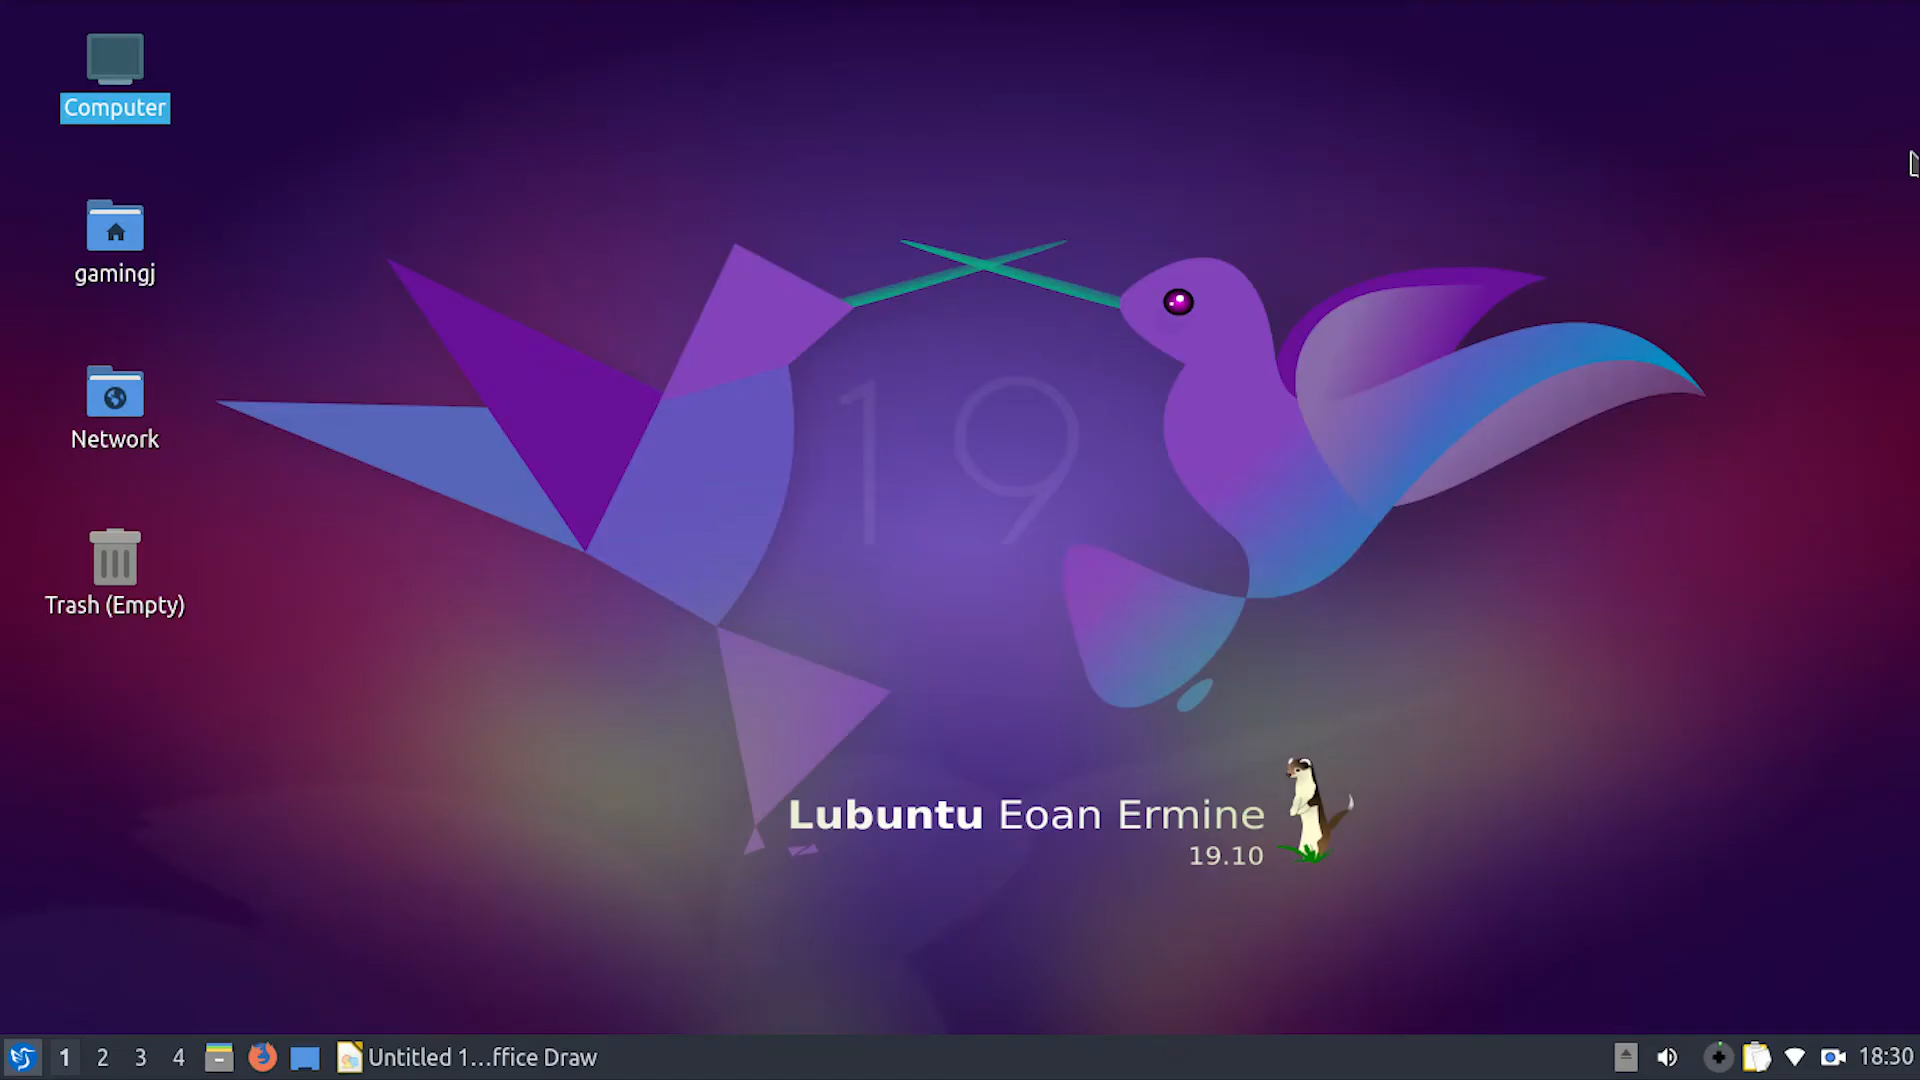 Computer
gamingj
Network
Trash (Empty)
19
Lubuntu Eoan Ermine
19.10
1 2 3 4 Untitled 1...ffice Draw 18:30